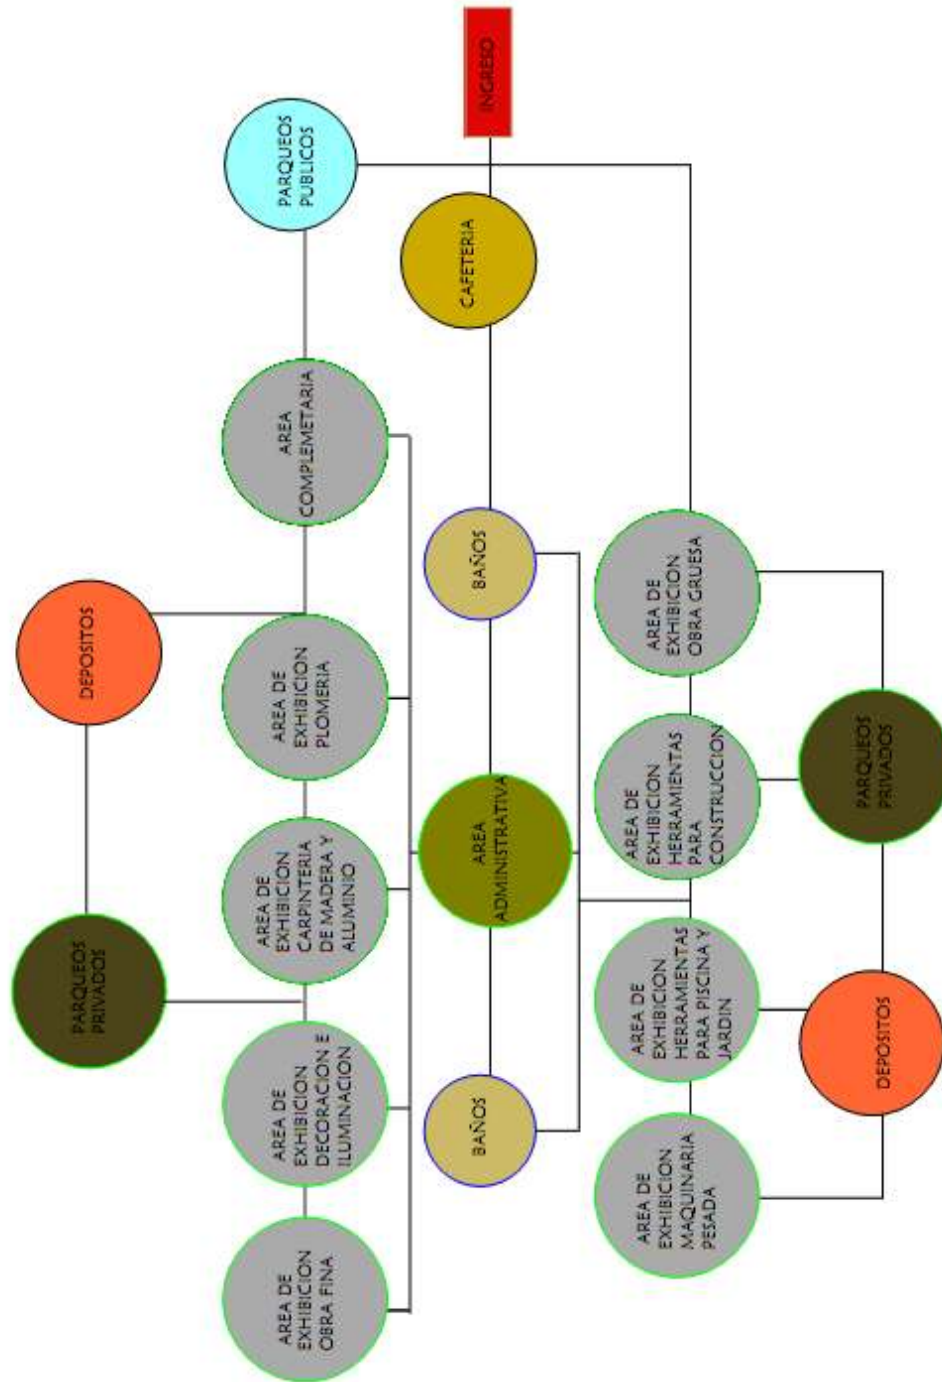 PARQUEOS
PRIVADOS
DEPOSITOS
AREA DE
EXHIBICION
OBRA FINA
AREA DE
EXHIBICION
DECORACION E
ILUMINACION
AREA DE
EXHIBICION
CARPINTERIA
DE MADERA Y
ALUMINIO
AREA DE
EXHIBICION
PLOMERIA
AREA
COMPLEMETARIA
PARQUEOS
PUBLICOS
BAÑOS
AREA
ADMINISTRATIVA
BAÑOS
CAFETERIA
INGRESO
AREA DE
EXHIBICION
MAQUINARIA
PESADA
AREA DE
EXHIBICION
HERRAMIENTAS
PARA PISCINA Y
JARDIN
AREA DE
EXHIBICION
HERRAMIENTAS
PARA
CONSTRUCCION
AREA DE
EXHIBICION
OBRA GRUESA
DEPOSITOS
PARQUEOS
PRIVADOS